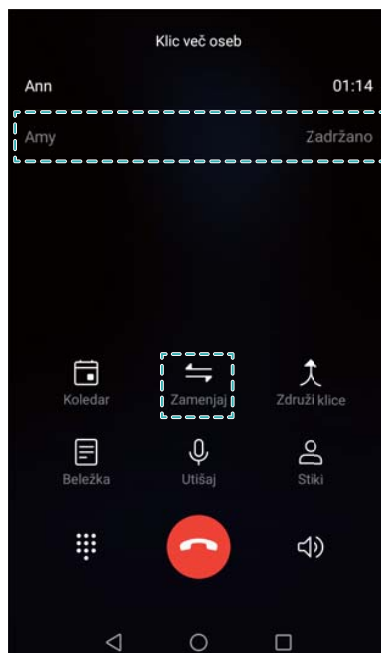 Klic več oseb
Ann 01:14
Amy Zadržano
Koledar Zamenjaj Združi klice
Beležka Utišaj Stiki